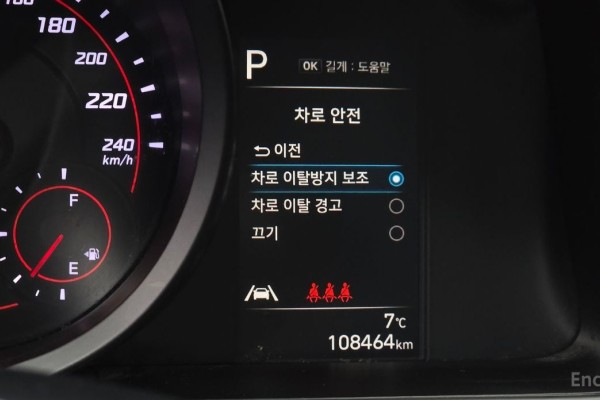 180
200
220
240
km/h
F
E
P
OK 길게 : 도움말
차로 안전
이전
차로 이탈방지 보조
차로 이탈 경고
끄기
7℃
108464km